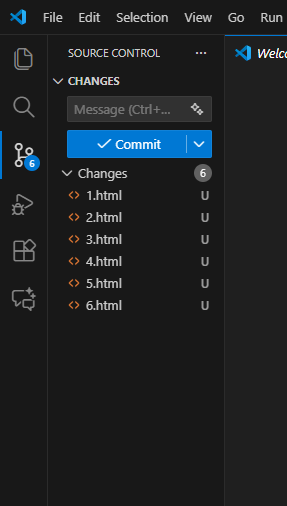 File Edit Selection View Go Run
SOURCE CONTROL ...
Welco
CHANGES
Message (Ctrl+...
Commit
6
Changes 6
1.html U
2.html U
3.html U
4.html U
5.html U
6.html U